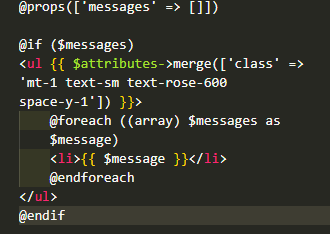 @props(['messages' => []])
@if ($messages)
<ul {{ $attributes->merge(['class' =>
'mt-1 text-sm text-rose-600
space-y-1']) }}>
@foreach ((array) $messages as
$message)
<li>{{ $message }}</li>
@endforeach
</ul>
@endif